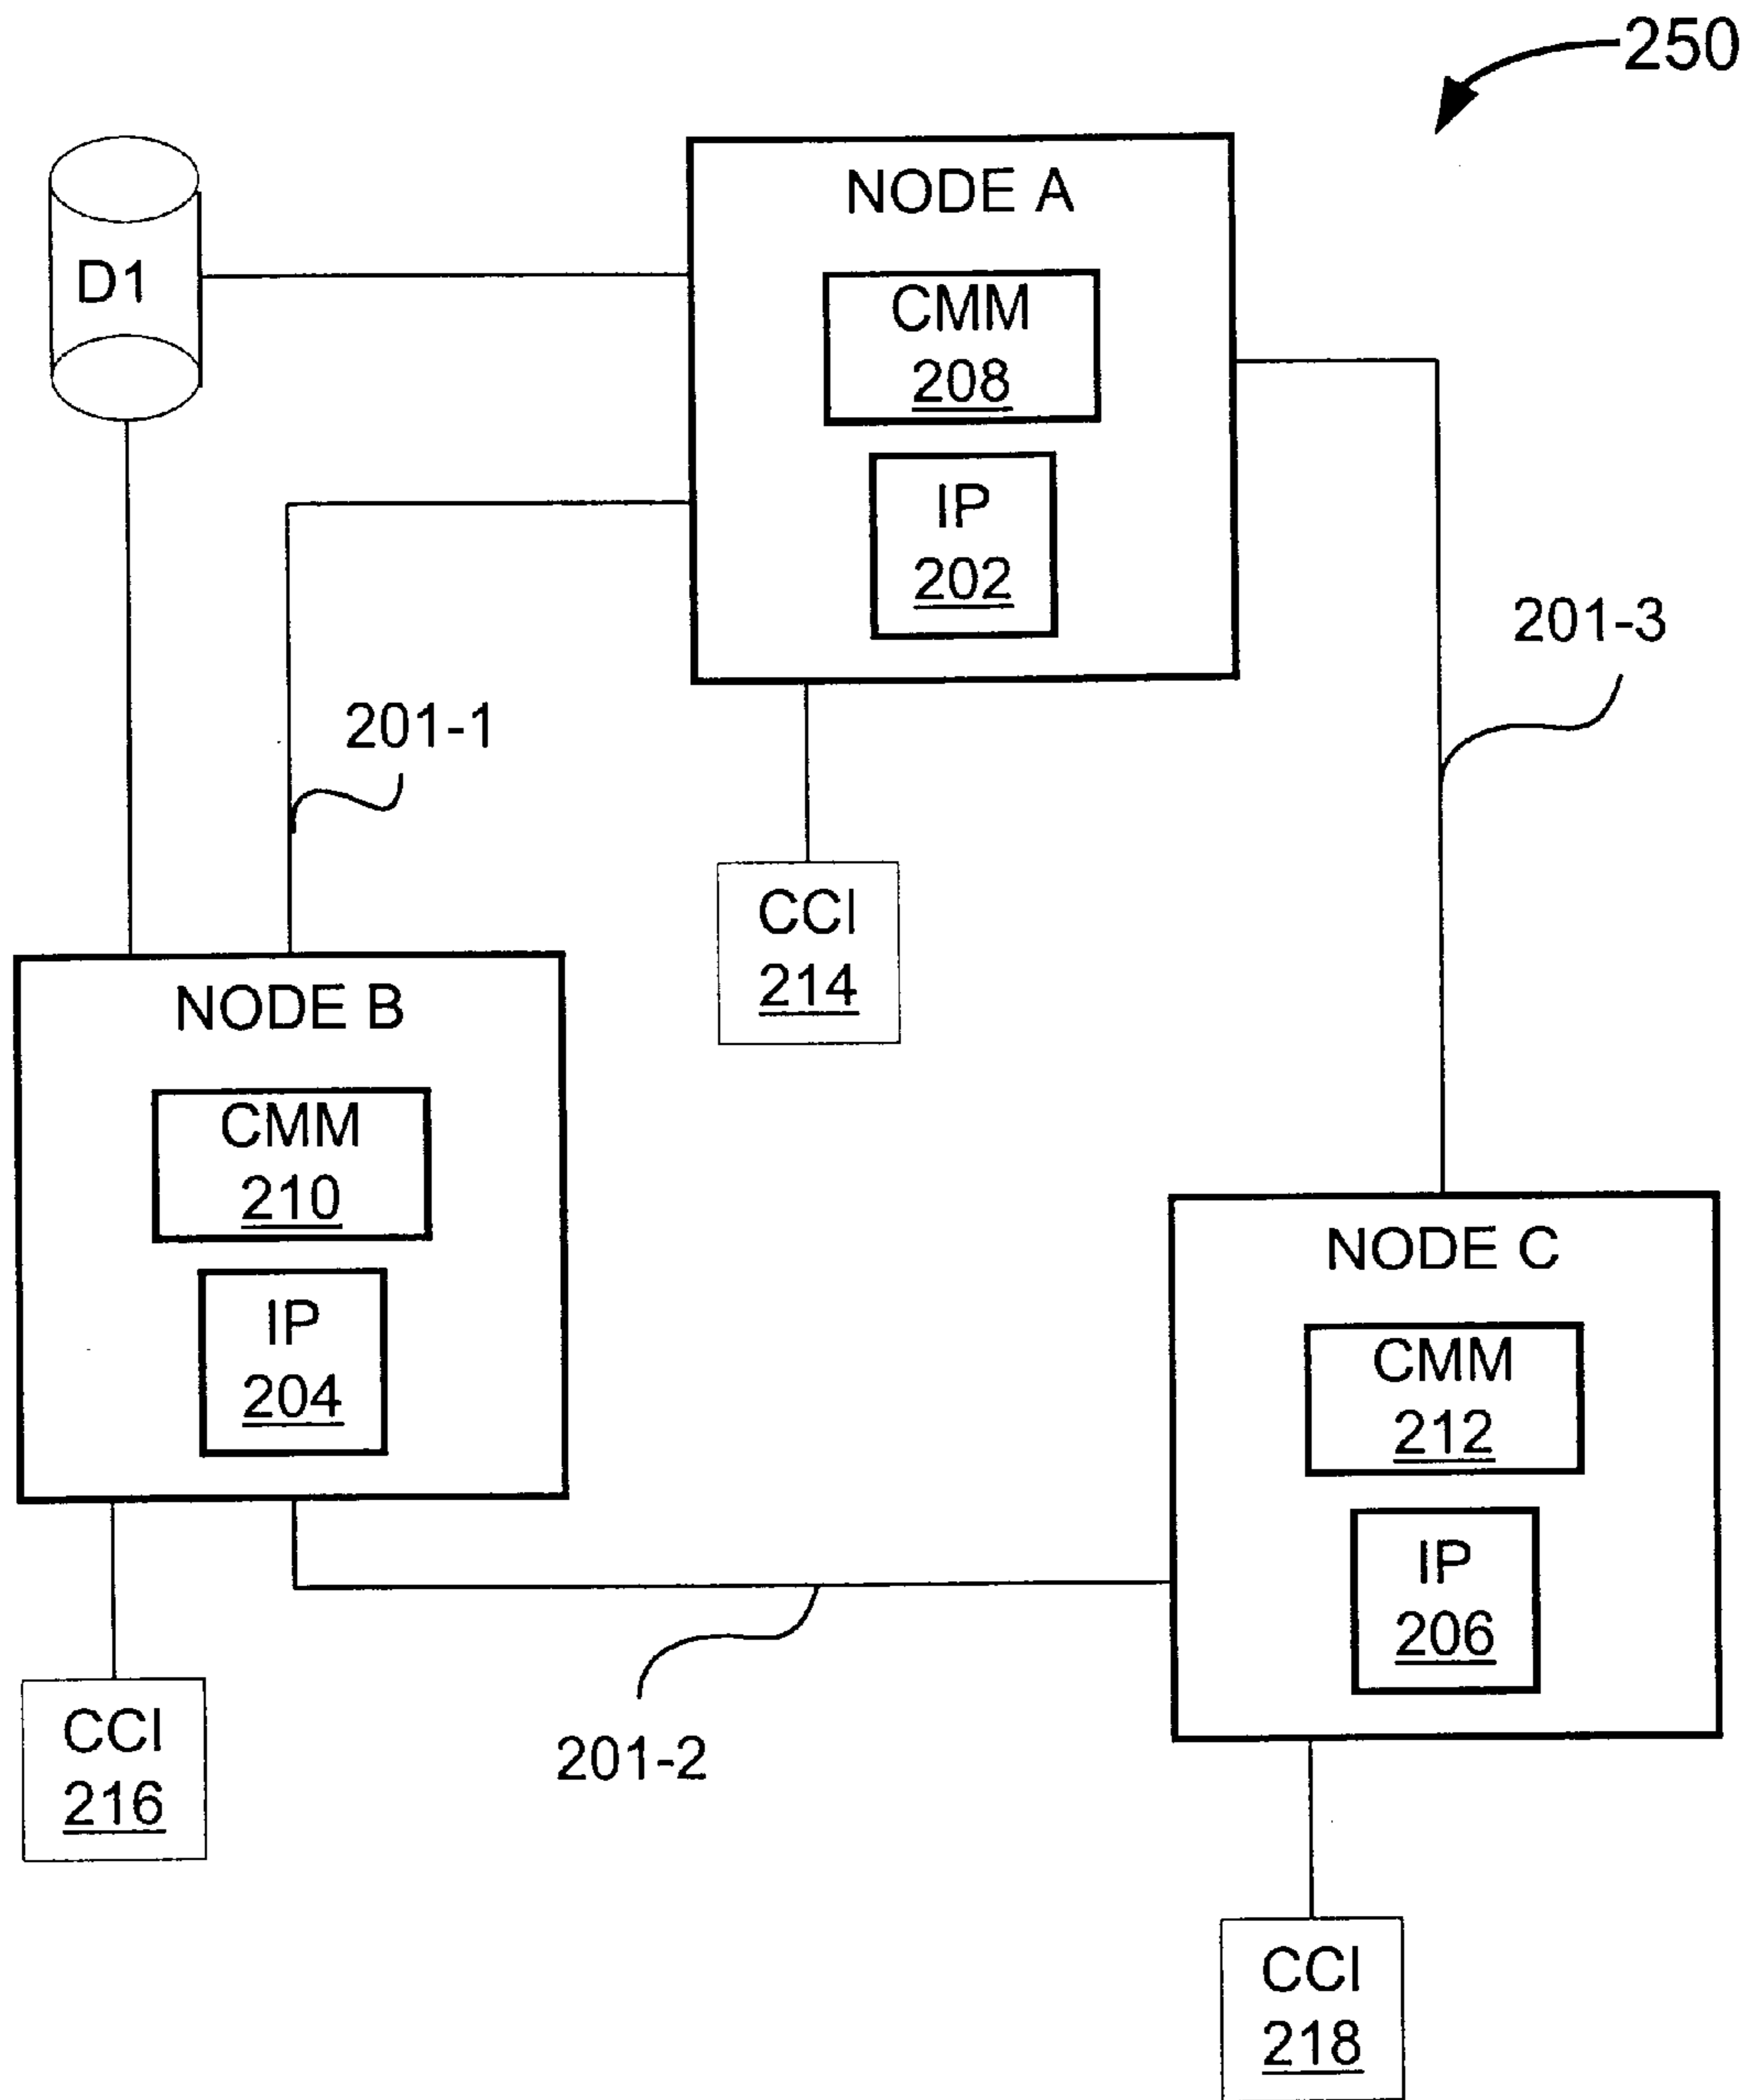 250
NODE A
D1
CMM
208
IP
202
201-3
201-1
CCI
214
NODE B
CMM
210
NODE C
IP
204
CMM
212
IP
206
CCI
216
201-2
CCI
218